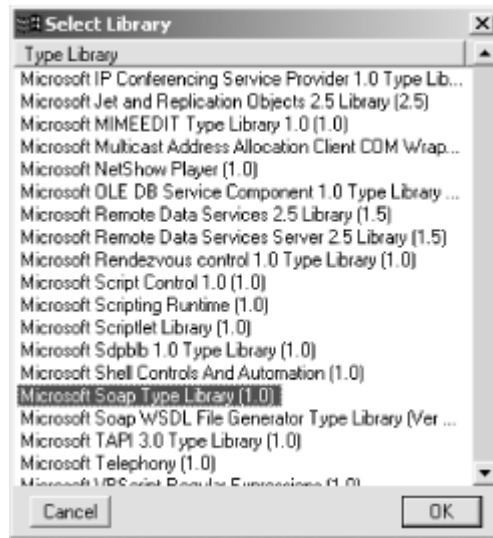 Select Library
Type Library
Microsoft IP Conferencing Service Provider 1.0 Type Lib...
Microsoft Jet and Replication Objects 2.5 Library (2.5)
Microsoft MIMEEDIT Type Library 1.0 (1.0)
Microsoft Multicast Address Allocation Client COM Wrap...
Microsoft NetShow Player (1.0)
Microsoft OLE DB Service Component 1.0 Type Library ...
Microsoft Remote Data Services 2.5 Library (1.5)
Microsoft Remote Data Services Server 2.5 Library (1.5)
Microsoft Rendezvous control 1.0 Type Library (1.0)
Microsoft Script Control 1.0 (1.0)
Microsoft Scripting Runtime (1.0)
Microsoft Scriptlet Library (1.0)
Microsoft Sdpblb 1.0 Type Library (1.0)
Microsoft Shell Controls And Automation (1.0)
Microsoft Soap Type Library (1.0)
Microsoft Soap WSDL File Generator Type Library (Ver ...
Microsoft TAPI 3.0 Type Library (1.0)
Microsoft Telephony (1.0)
Microsoft VBScript Regular Expressions (1.0)
Cancel OK